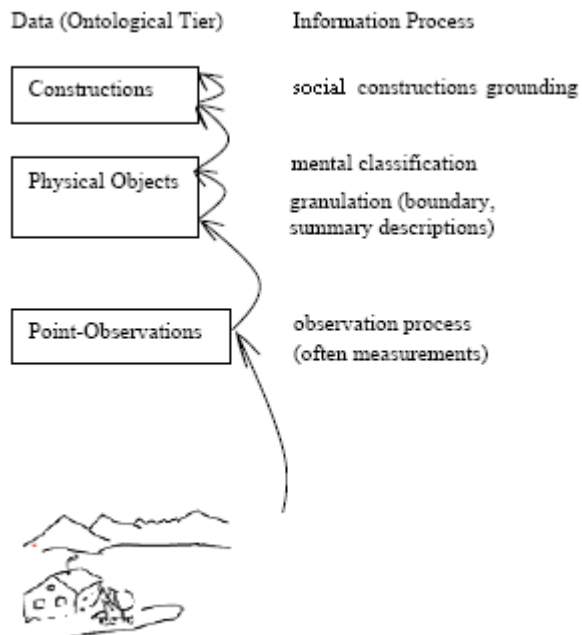 Data (Ontological Tier) Information Process
Constructions social constructions grounding
mental classification
Physical Objects
granulation (boundary,
summary descriptions)
Point-Observations observation process
(often measurements)